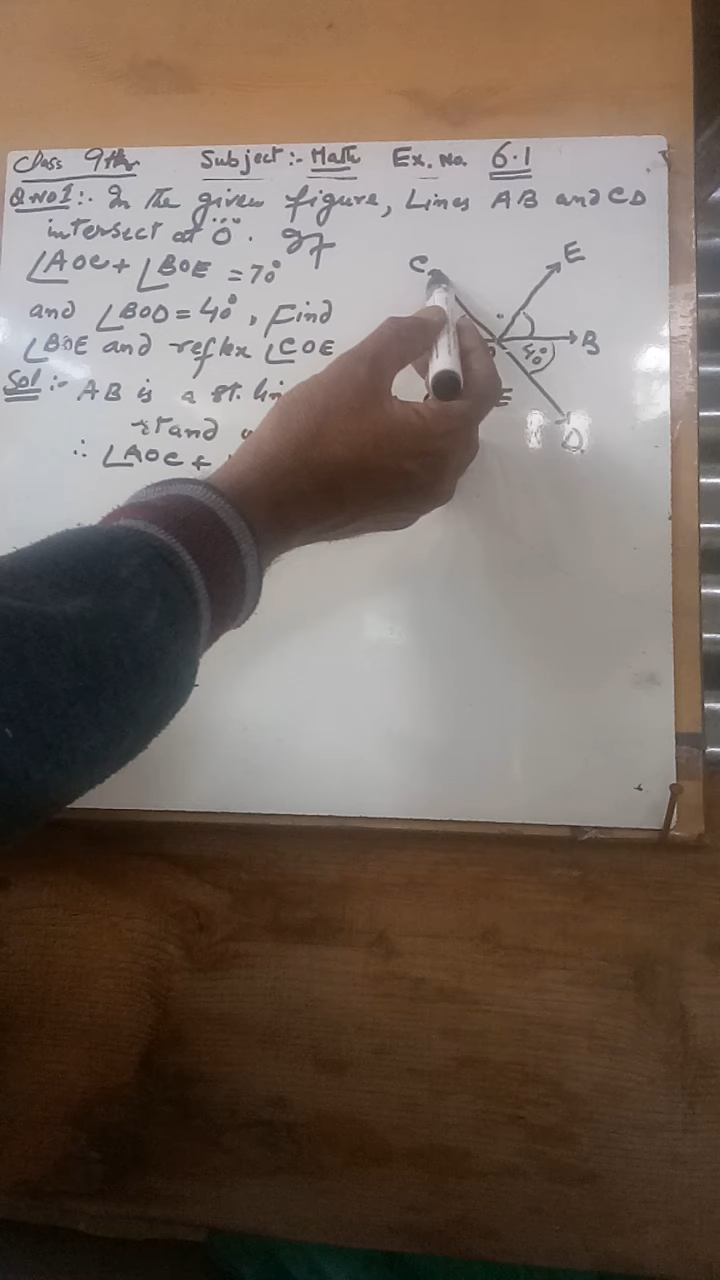 Class 9th Subject:- Math Ex. No. 6.1
Q.No1:- In the given figure, Lines AB and CD
intersect at "O". If
∠AOC + ∠BOE = 70°
and ∠BOD = 40°, Find
∠BOE and reflex ∠COE
Sol:- AB is a st. lin
stand
∴ ∠AOC +
C
E
B
40°
D